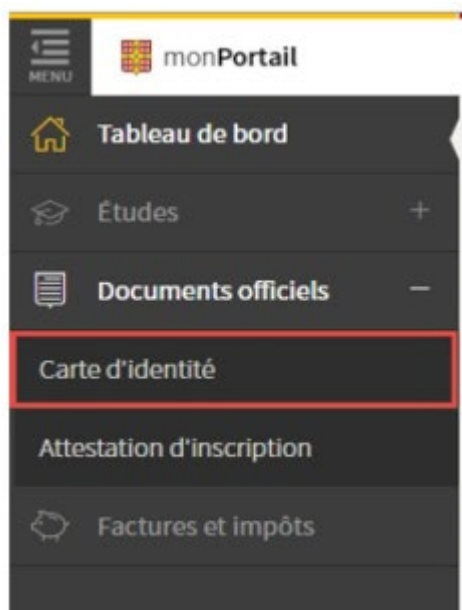 MENU
monPortail
Tableau de bord
Études +
Documents officiels −
Carte d'identité
Attestation d'inscription
Factures et impôts